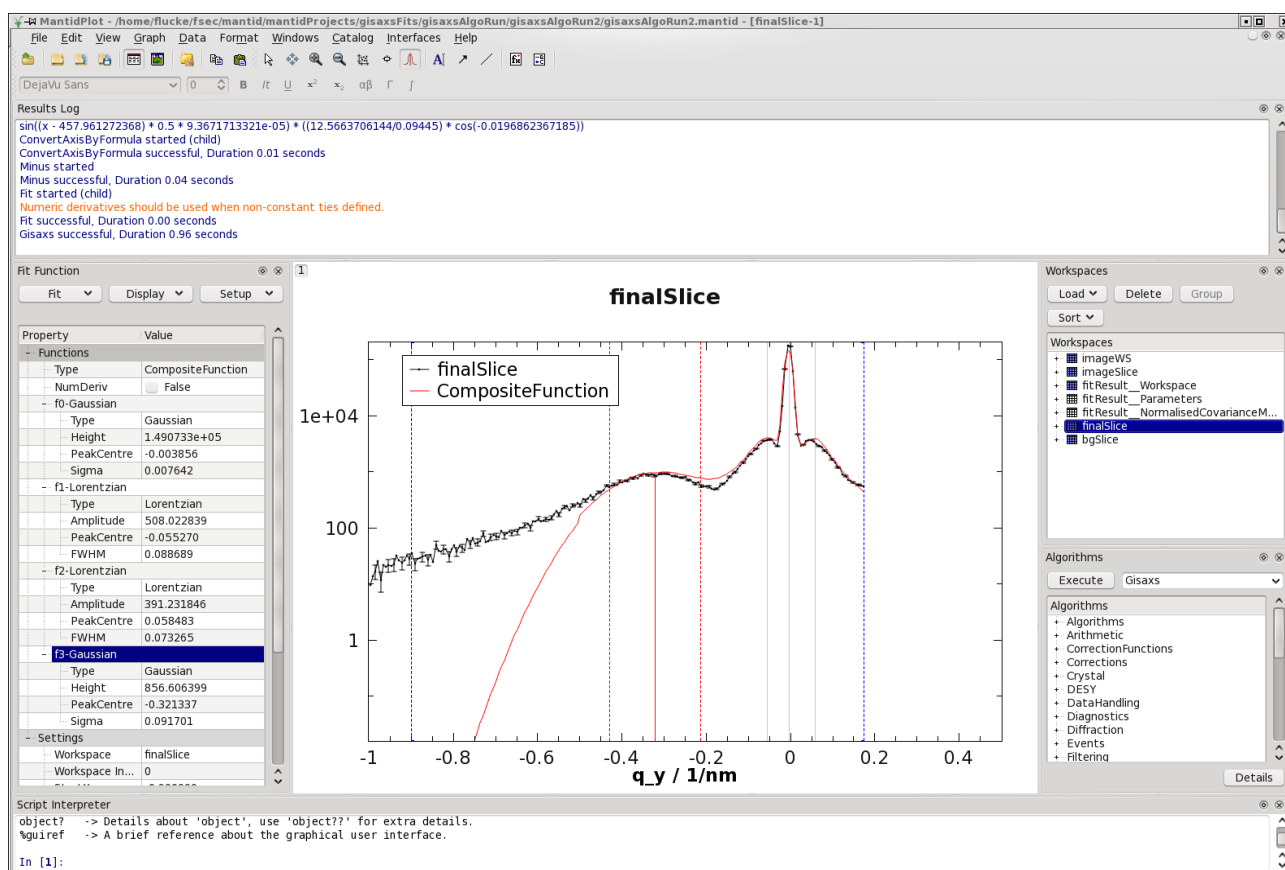 MantidPlot - /home/flucke/fsec/mantid/mantidProjects/gisaxsFits/gisaxsAlgoRun/gisaxsAlgoRun2/gisaxsAlgoRun2.mantid - [finalSlice-1]
File Edit View Graph Data Format Windows Catalog Interfaces Help
DejaVu Sans 0 B It U x² x₂ αβ Γ ∫
Results Log
sin((x - 457.961272368) * 0.5 * 9.3671713321e-05) * ((12.5663706144/0.09445) * cos(-0.0196862367185))
ConvertAxisByFormula started (child)
ConvertAxisByFormula successful, Duration 0.01 seconds
Minus started
Minus successful, Duration 0.04 seconds
Fit started (child)
Numeric derivatives should be used when non-constant ties defined.
Fit successful, Duration 0.00 seconds
Gisaxs successful, Duration 0.96 seconds
Fit Function
Fit Display Setup
Property Value
Functions
Type CompositeFunction
NumDeriv False
f0-Gaussian
Type Gaussian
Height 1.490733e+05
PeakCentre -0.003856
Sigma 0.007642
f1-Lorentzian
Type Lorentzian
Amplitude 508.022839
PeakCentre -0.055270
FWHM 0.088689
f2-Lorentzian
Type Lorentzian
Amplitude 391.231846
PeakCentre 0.058483
FWHM 0.073265
f3-Gaussian
Type Gaussian
Height 856.606399
PeakCentre -0.321337
Sigma 0.091701
Settings
Workspace finalSlice
Workspace In... 0
1
finalSlice
finalSlice
CompositeFunction
1e+04
100
1
-1 -0.8 -0.6 -0.4 -0.2 0 0.2 0.4
q_y / 1/nm
Workspaces
Load Delete Group
Sort
Workspaces
imageWS
imageSlice
fitResult__Workspace
fitResult__Parameters
fitResult__NormalisedCovarianceM...
finalSlice
bgSlice
Algorithms
Execute Gisaxs
Algorithms
Algorithms
Arithmetic
CorrectionFunctions
Corrections
Crystal
DESY
DataHandling
Diagnostics
Diffraction
Events
Filtering
Details
Script Interpreter
object? -> Details about 'object', use 'object??' for extra details.
%guiref -> A brief reference about the graphical user interface.
In [1]: